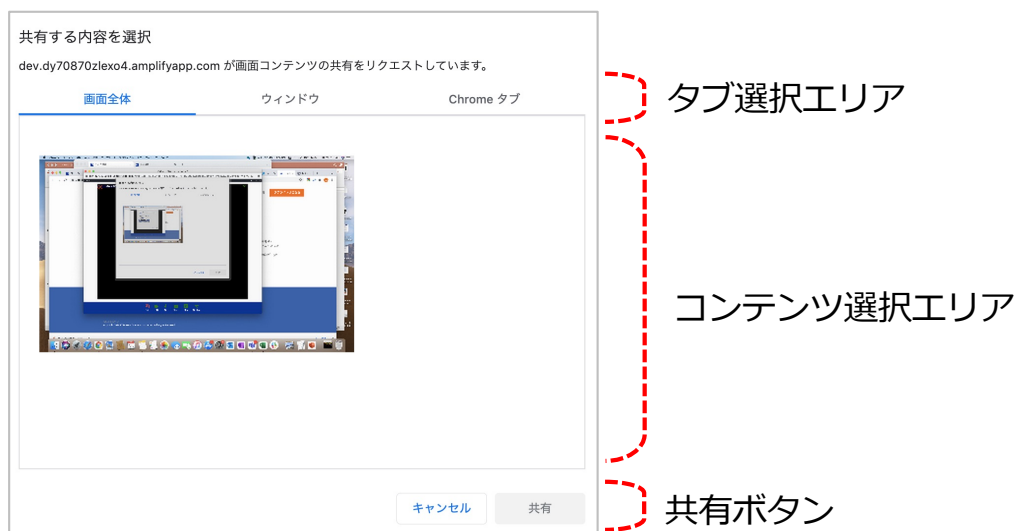 共有する内容を選択
dev.dy70870zlexo4.amplifyapp.com が画面コンテンツの共有をリクエストしています。
画面全体
ウィンドウ
Chrome タブ
タブ選択エリア
コンテンツ選択エリア
キャンセル
共有
共有ボタン